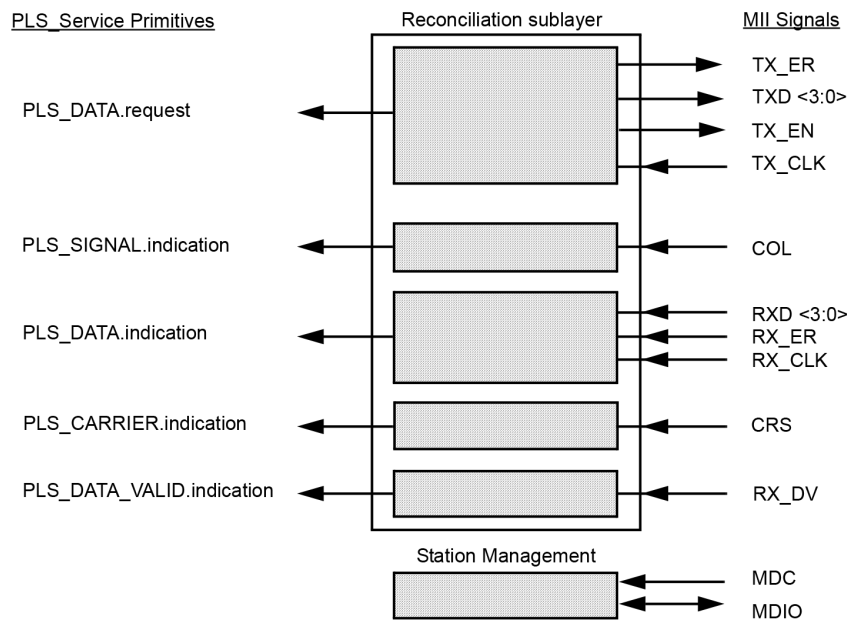 PLS_Service Primitives
Reconciliation sublayer
MII Signals
PLS_DATA.request
TX_ER
TXD <3:0>
TX_EN
TX_CLK
PLS_SIGNAL.indication
COL
PLS_DATA.indication
RXD <3:0>
RX_ER
RX_CLK
PLS_CARRIER.indication
CRS
PLS_DATA_VALID.indication
RX_DV
Station Management
MDC
MDIO